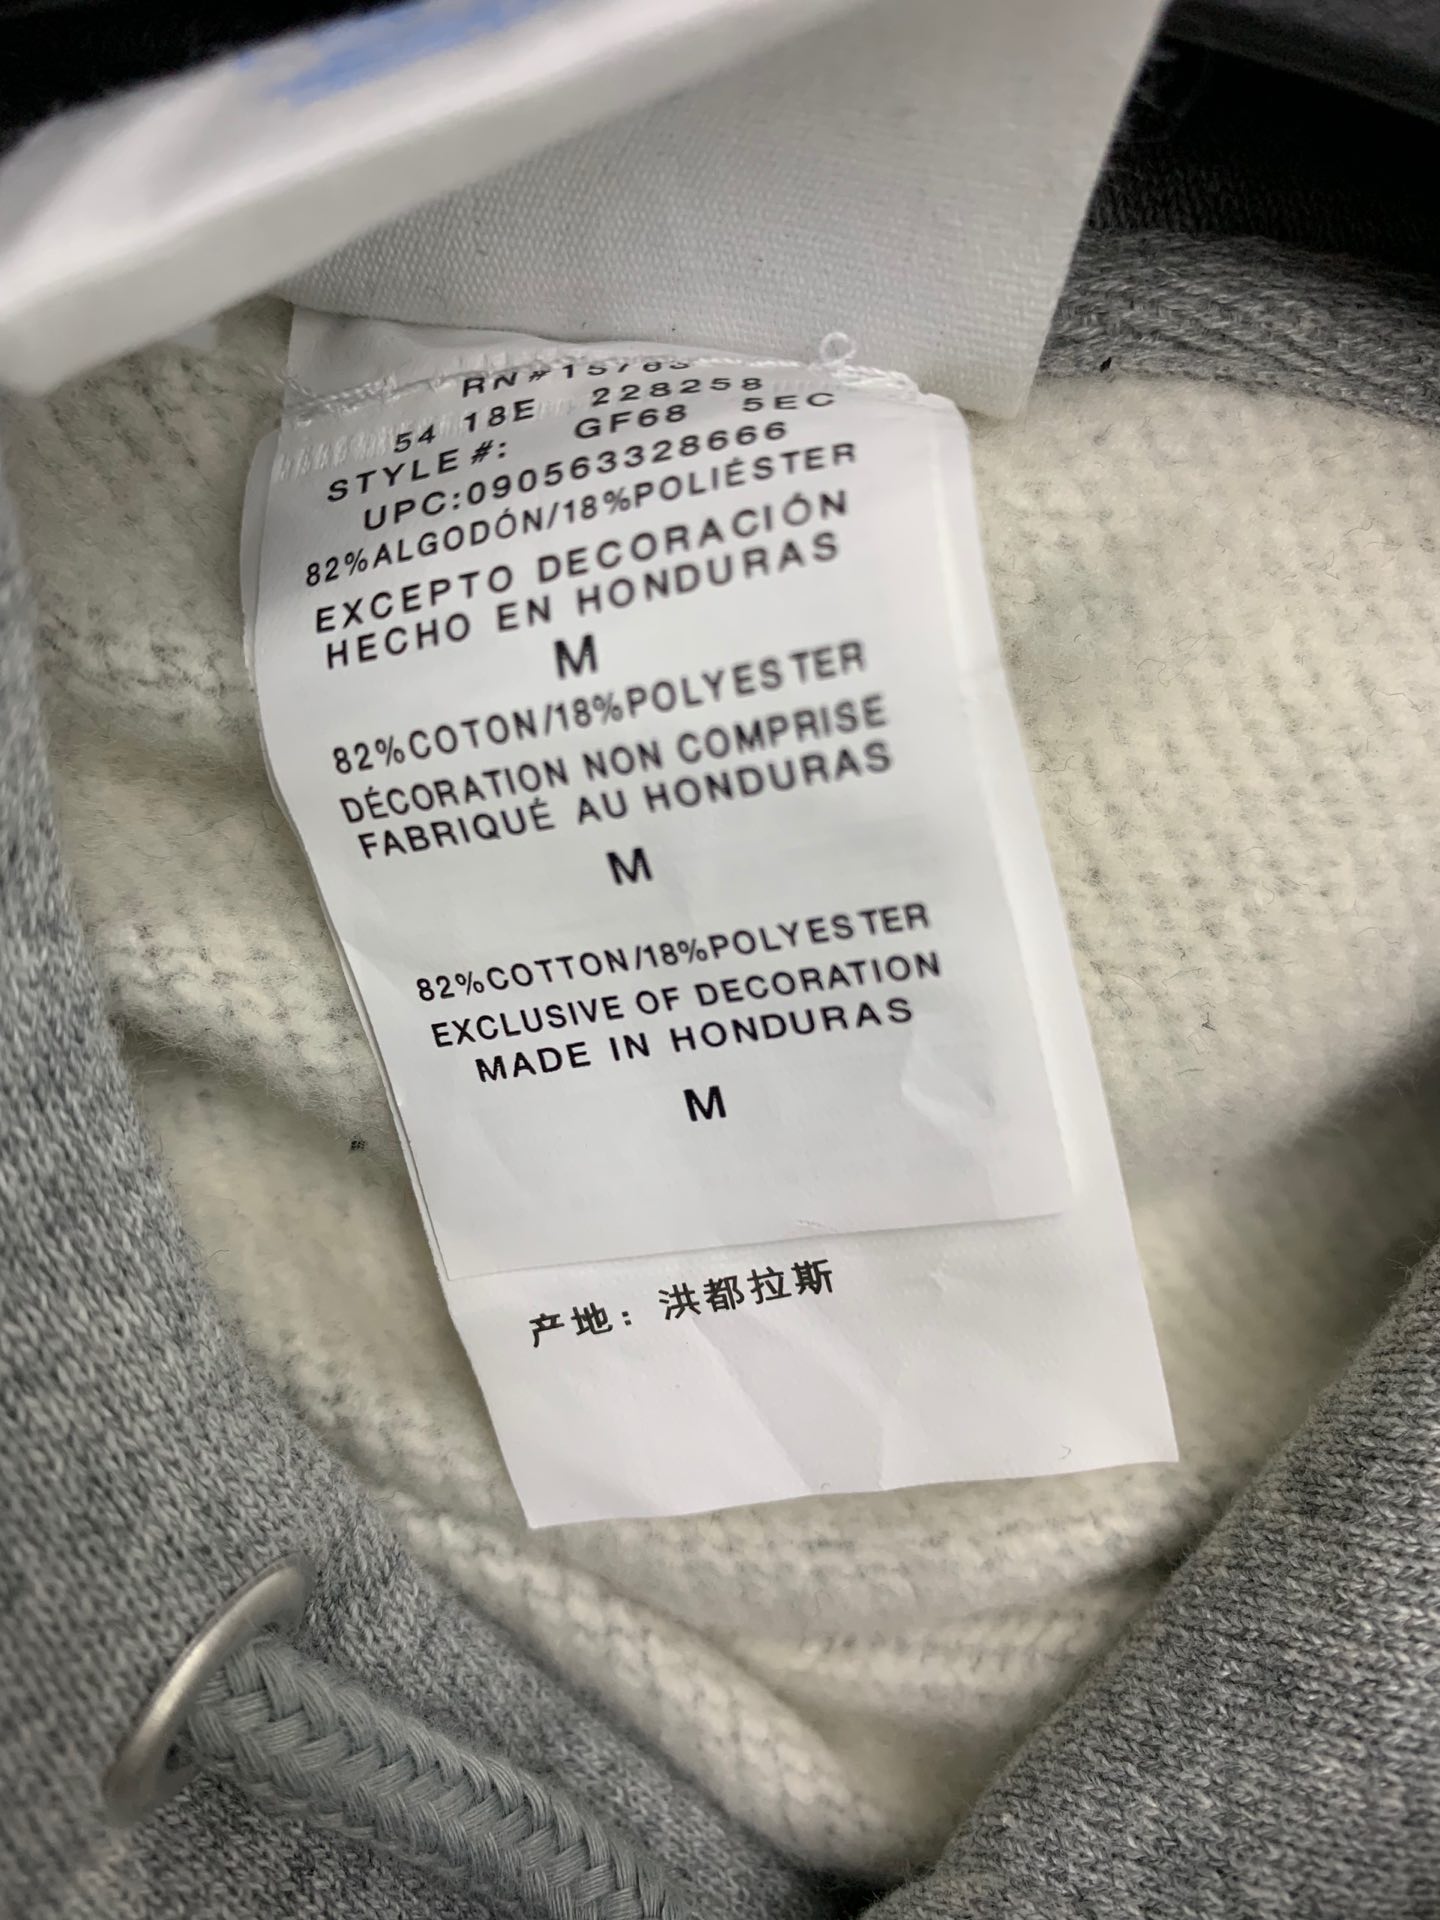 54 18E 228258
STYLE#: GF68 5EC
UPC:090563328666
82%ALGODÓN/18%POLIÉSTER
EXCEPTO DECORACIÓN
HECHO EN HONDURAS
M
82%COTON/18%POLYESTER
DÉCORATION NON COMPRISE
FABRIQUÉ AU HONDURAS
M
82%COTTON/18%POLYESTER
EXCLUSIVE OF DECORATION
MADE IN HONDURAS
M
产地：洪都拉斯